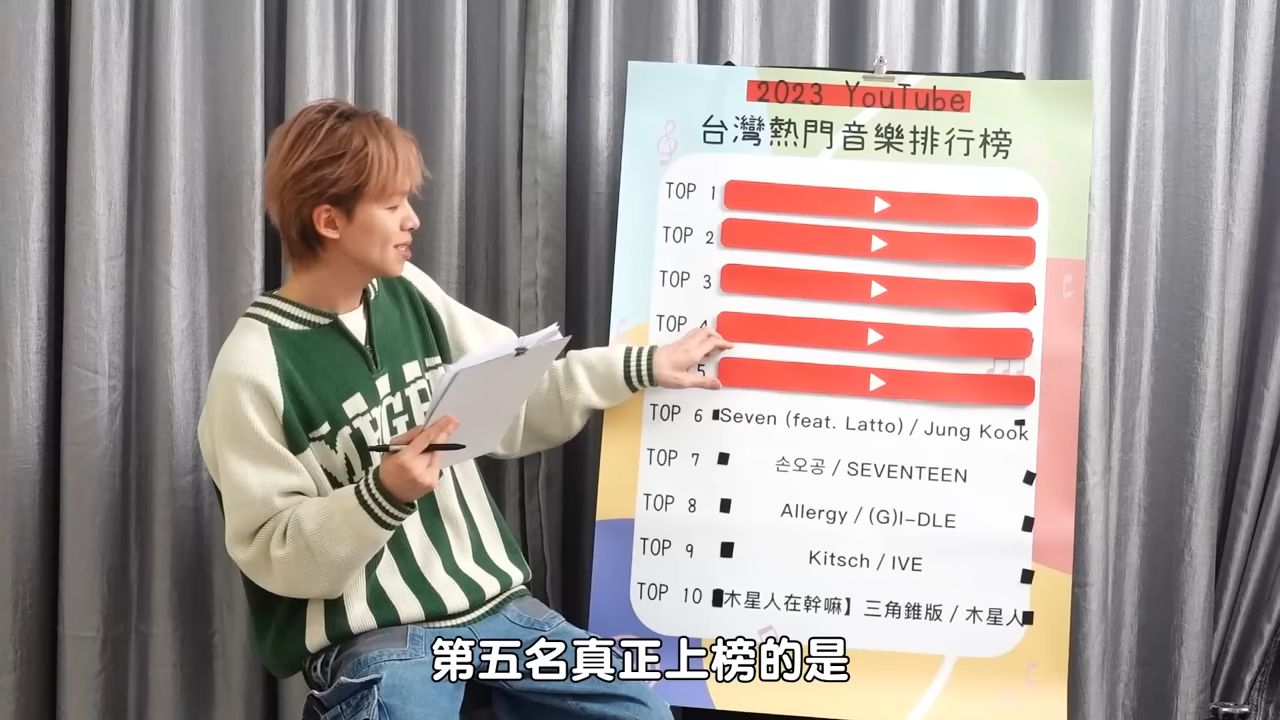 2023 YouTube
台灣熱門音樂排行榜
TOP 1
TOP 2
TOP 3
TOP 4
5
TOP 6 Seven (feat. Latto) / Jung Kook
TOP 7 손오공 / SEVENTEEN
TOP 8 Allergy / (G)I-DLE
TOP 9 Kitsch / IVE
TOP 10 木星人在幹嘛】三角錐版 / 木星人
第五名真正上榜的是